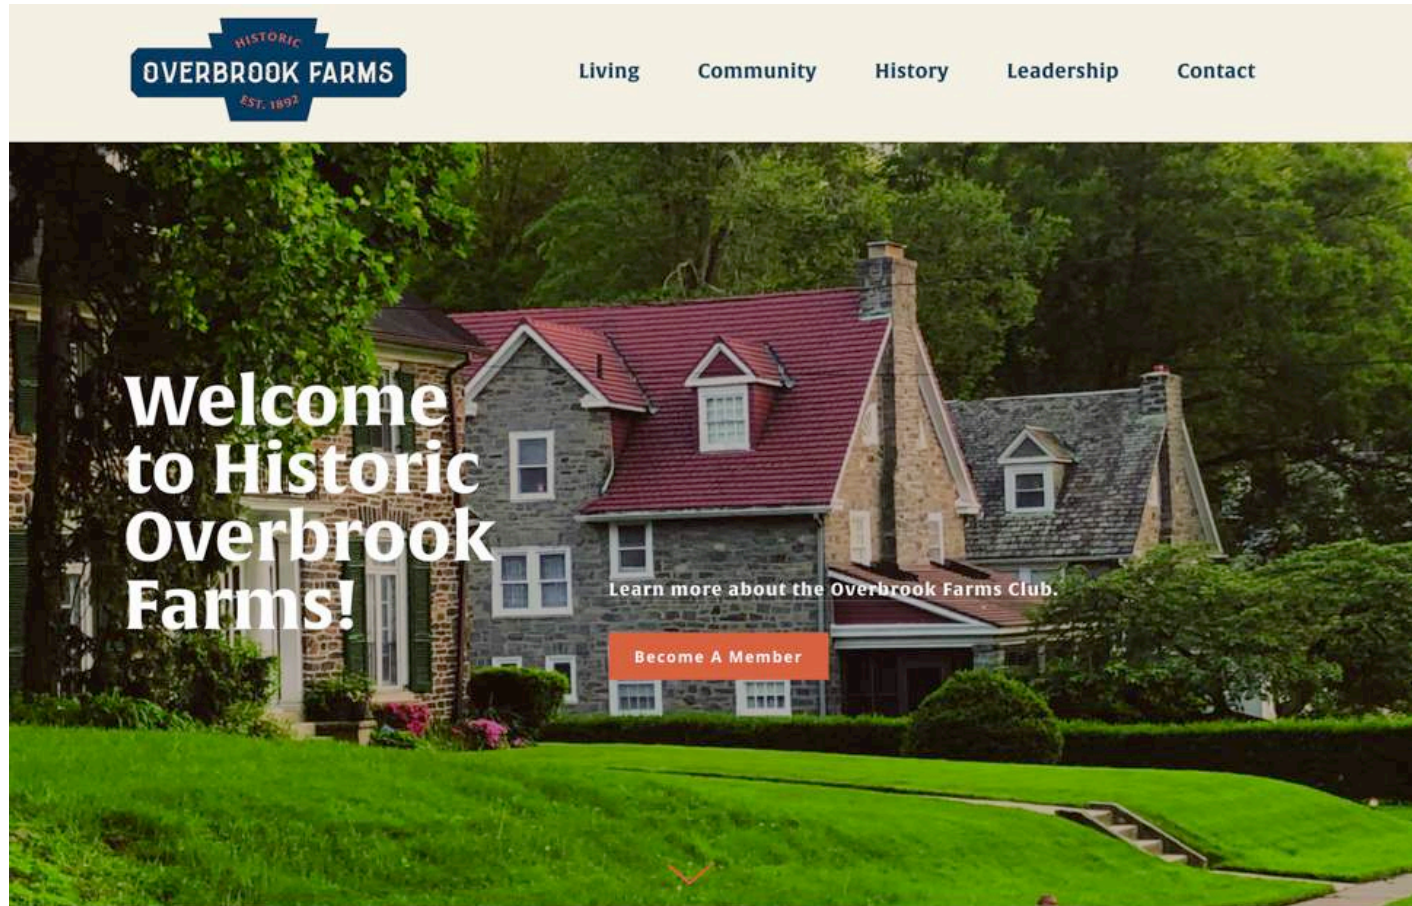 HISTORIC
OVERBROOK FARMS
EST. 1892
Living
Community
History
Leadership
Contact
Welcome
to Historic
Overbrook
Farms!
Learn more about the Overbrook Farms Club.
Become A Member